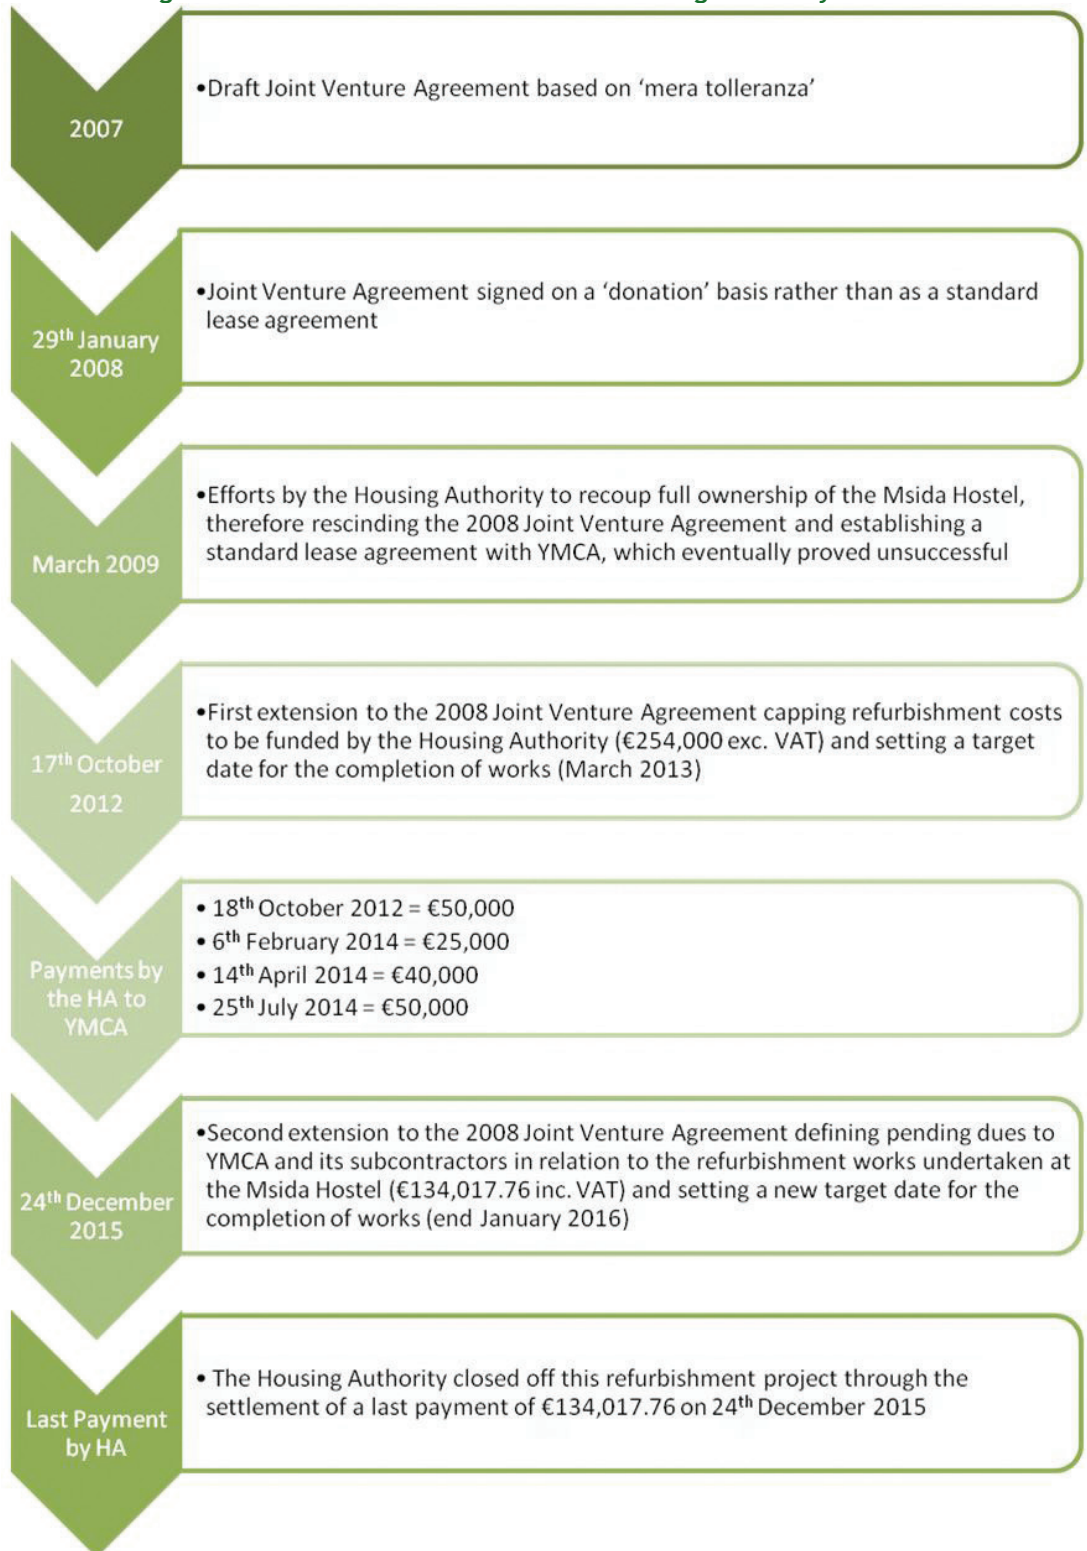 2007
•Draft Joint Venture Agreement based on ‘mera tolleranza’
29th January
2008
•Joint Venture Agreement signed on a ‘donation’ basis rather than as a standard
lease agreement
March 2009
•Efforts by the Housing Authority to recoup full ownership of the Msida Hostel,
therefore rescinding the 2008 Joint Venture Agreement and establishing a
standard lease agreement with YMCA, which eventually proved unsuccessful
17th October
2012
•First extension to the 2008 Joint Venture Agreement capping refurbishment costs
to be funded by the Housing Authority (€254,000 exc. VAT) and setting a target
date for the completion of works (March 2013)
Payments by
the HA to
YMCA
• 18th October 2012 = €50,000
• 6th February 2014 = €25,000
• 14th April 2014 = €40,000
• 25th July 2014 = €50,000
24th December
2015
•Second extension to the 2008 Joint Venture Agreement defining pending dues to
YMCA and its subcontractors in relation to the refurbishment works undertaken at
the Msida Hostel (€134,017.76 inc. VAT) and setting a new target date for the
completion of works (end January 2016)
Last Payment
by HA
• The Housing Authority closed off this refurbishment project through the
settlement of a last payment of €134,017.76 on 24th December 2015